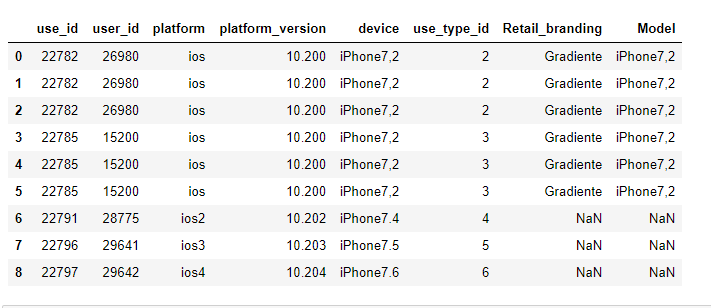 use_id user_id platform platform_version device use_type_id Retail_branding Model
0 22782 26980 ios 10.200 iPhone7,2 2 Gradiente iPhone7,2
1 22782 26980 ios 10.200 iPhone7,2 2 Gradiente iPhone7,2
2 22782 26980 ios 10.200 iPhone7,2 2 Gradiente iPhone7,2
3 22785 15200 ios 10.200 iPhone7,2 3 Gradiente iPhone7,2
4 22785 15200 ios 10.200 iPhone7,2 3 Gradiente iPhone7,2
5 22785 15200 ios 10.200 iPhone7,2 3 Gradiente iPhone7,2
6 22791 28775 ios2 10.202 iPhone7.4 4 NaN NaN
7 22796 29641 ios3 10.203 iPhone7.5 5 NaN NaN
8 22797 29642 ios4 10.204 iPhone7.6 6 NaN NaN